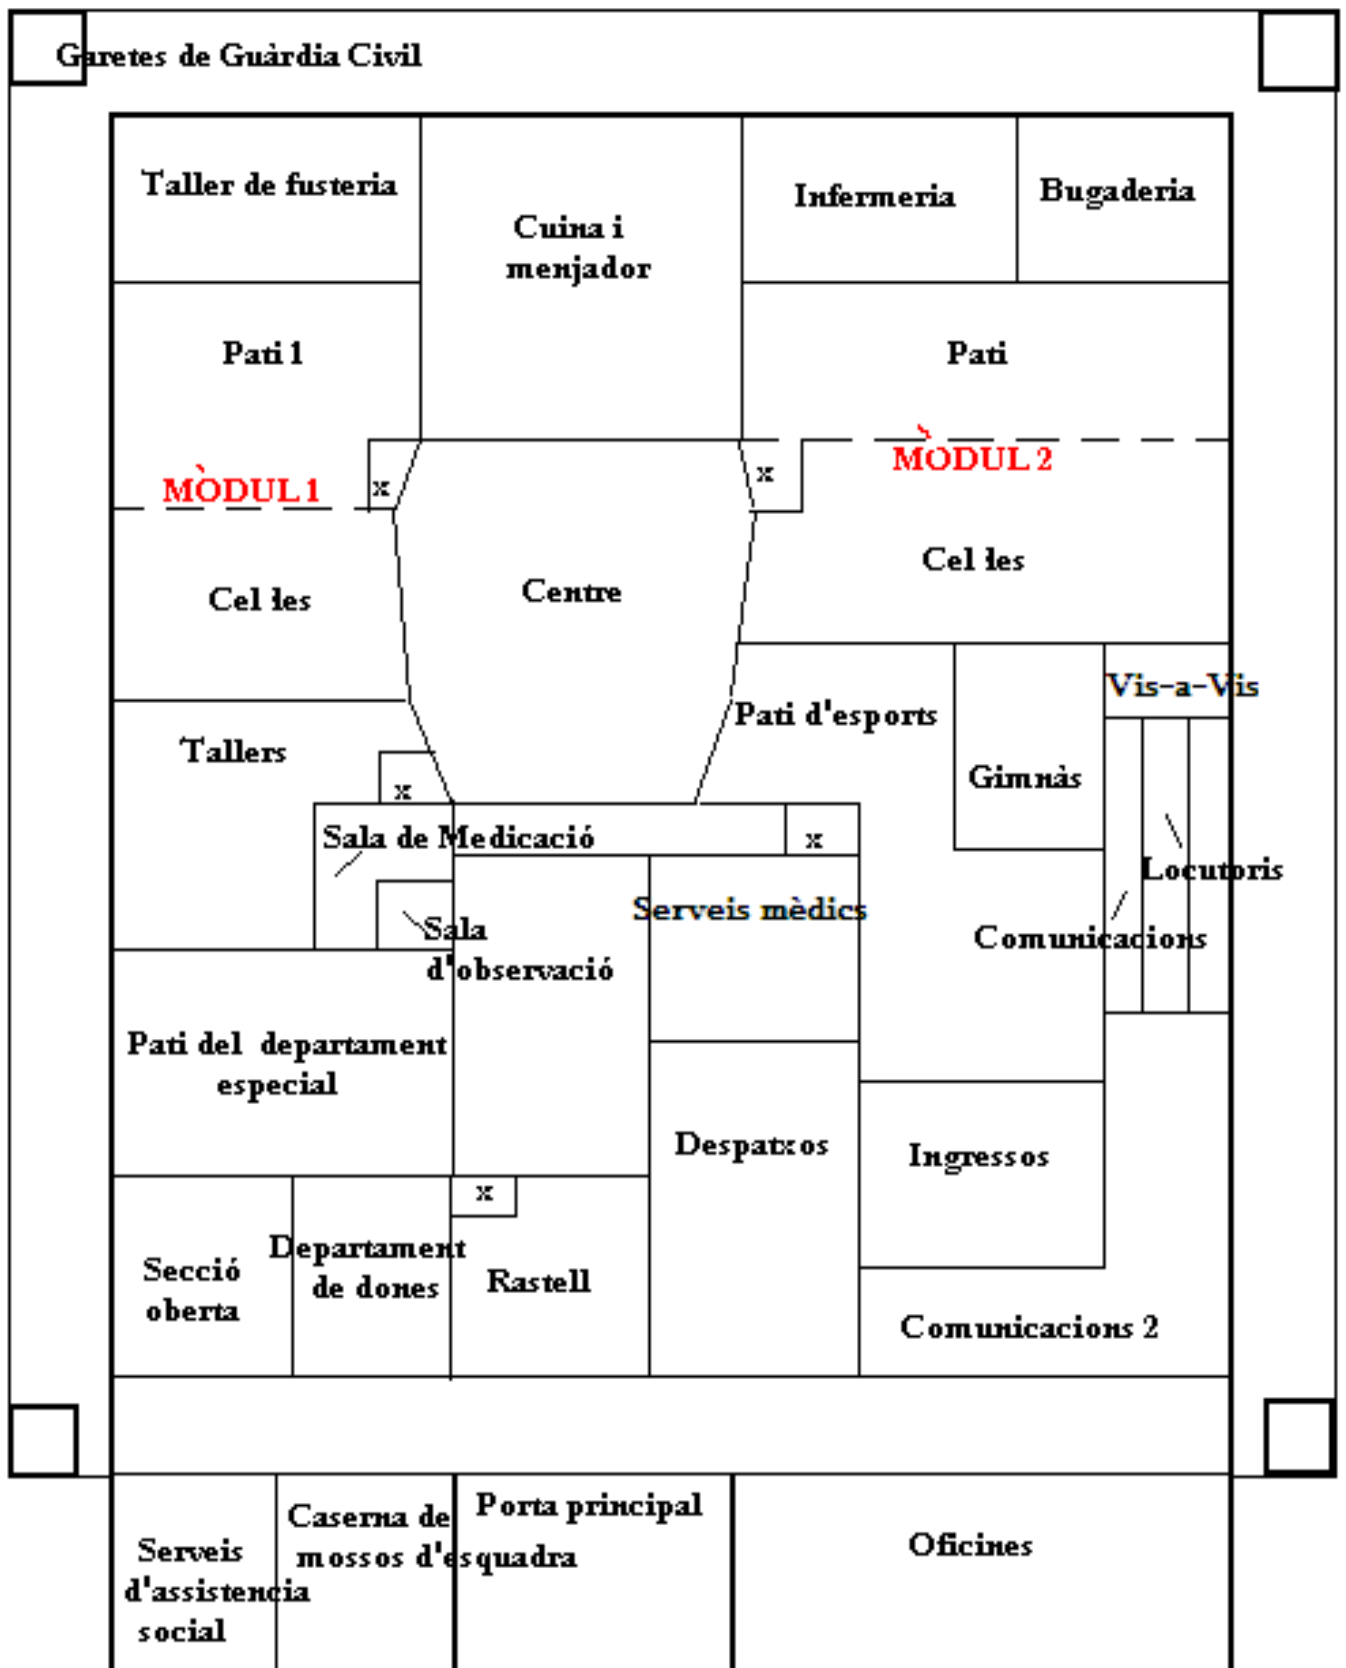 Garetes de Guàrdia Civil
Taller de fusteria
Cuina i
menjador
Infermeria
Bugaderia
Pati 1
Pati
MÒDUL 1
x
x
MÒDUL 2
Cel·les
Centre
Cel·les
Tallers
x
Pati d'esports
Gimnàs
Vis-a-Vis
Sala de Medicació
x
Locutoris
Sala
d'observació
Serveis mèdics
Comunicacions
Pati del departament
especial
Despatxos
Ingressos
x
Secció
oberta
Departament
de dones
Rastell
Comunicacions 2
Serveis
d'assistencia
social
Caserna de
mossos d'esquadra
Porta principal
Oficines